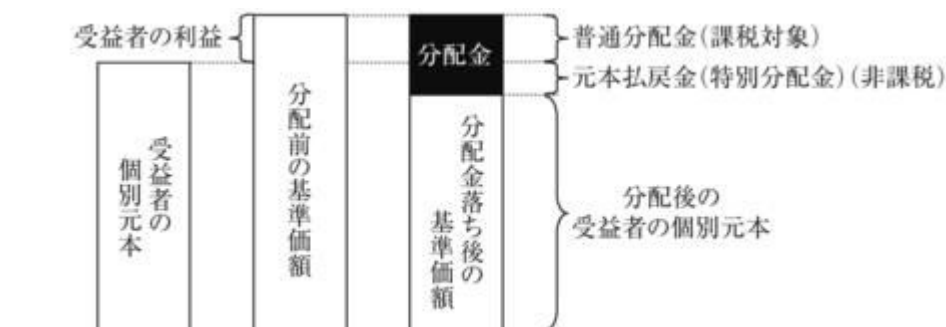 受益者の利益
受益者の
個別元本
分配前の基準価額
分配金
分配金落ち後の
基準価額
普通分配金(課税対象)
元本払戻金(特別分配金)(非課税)
分配後の
受益者の個別元本